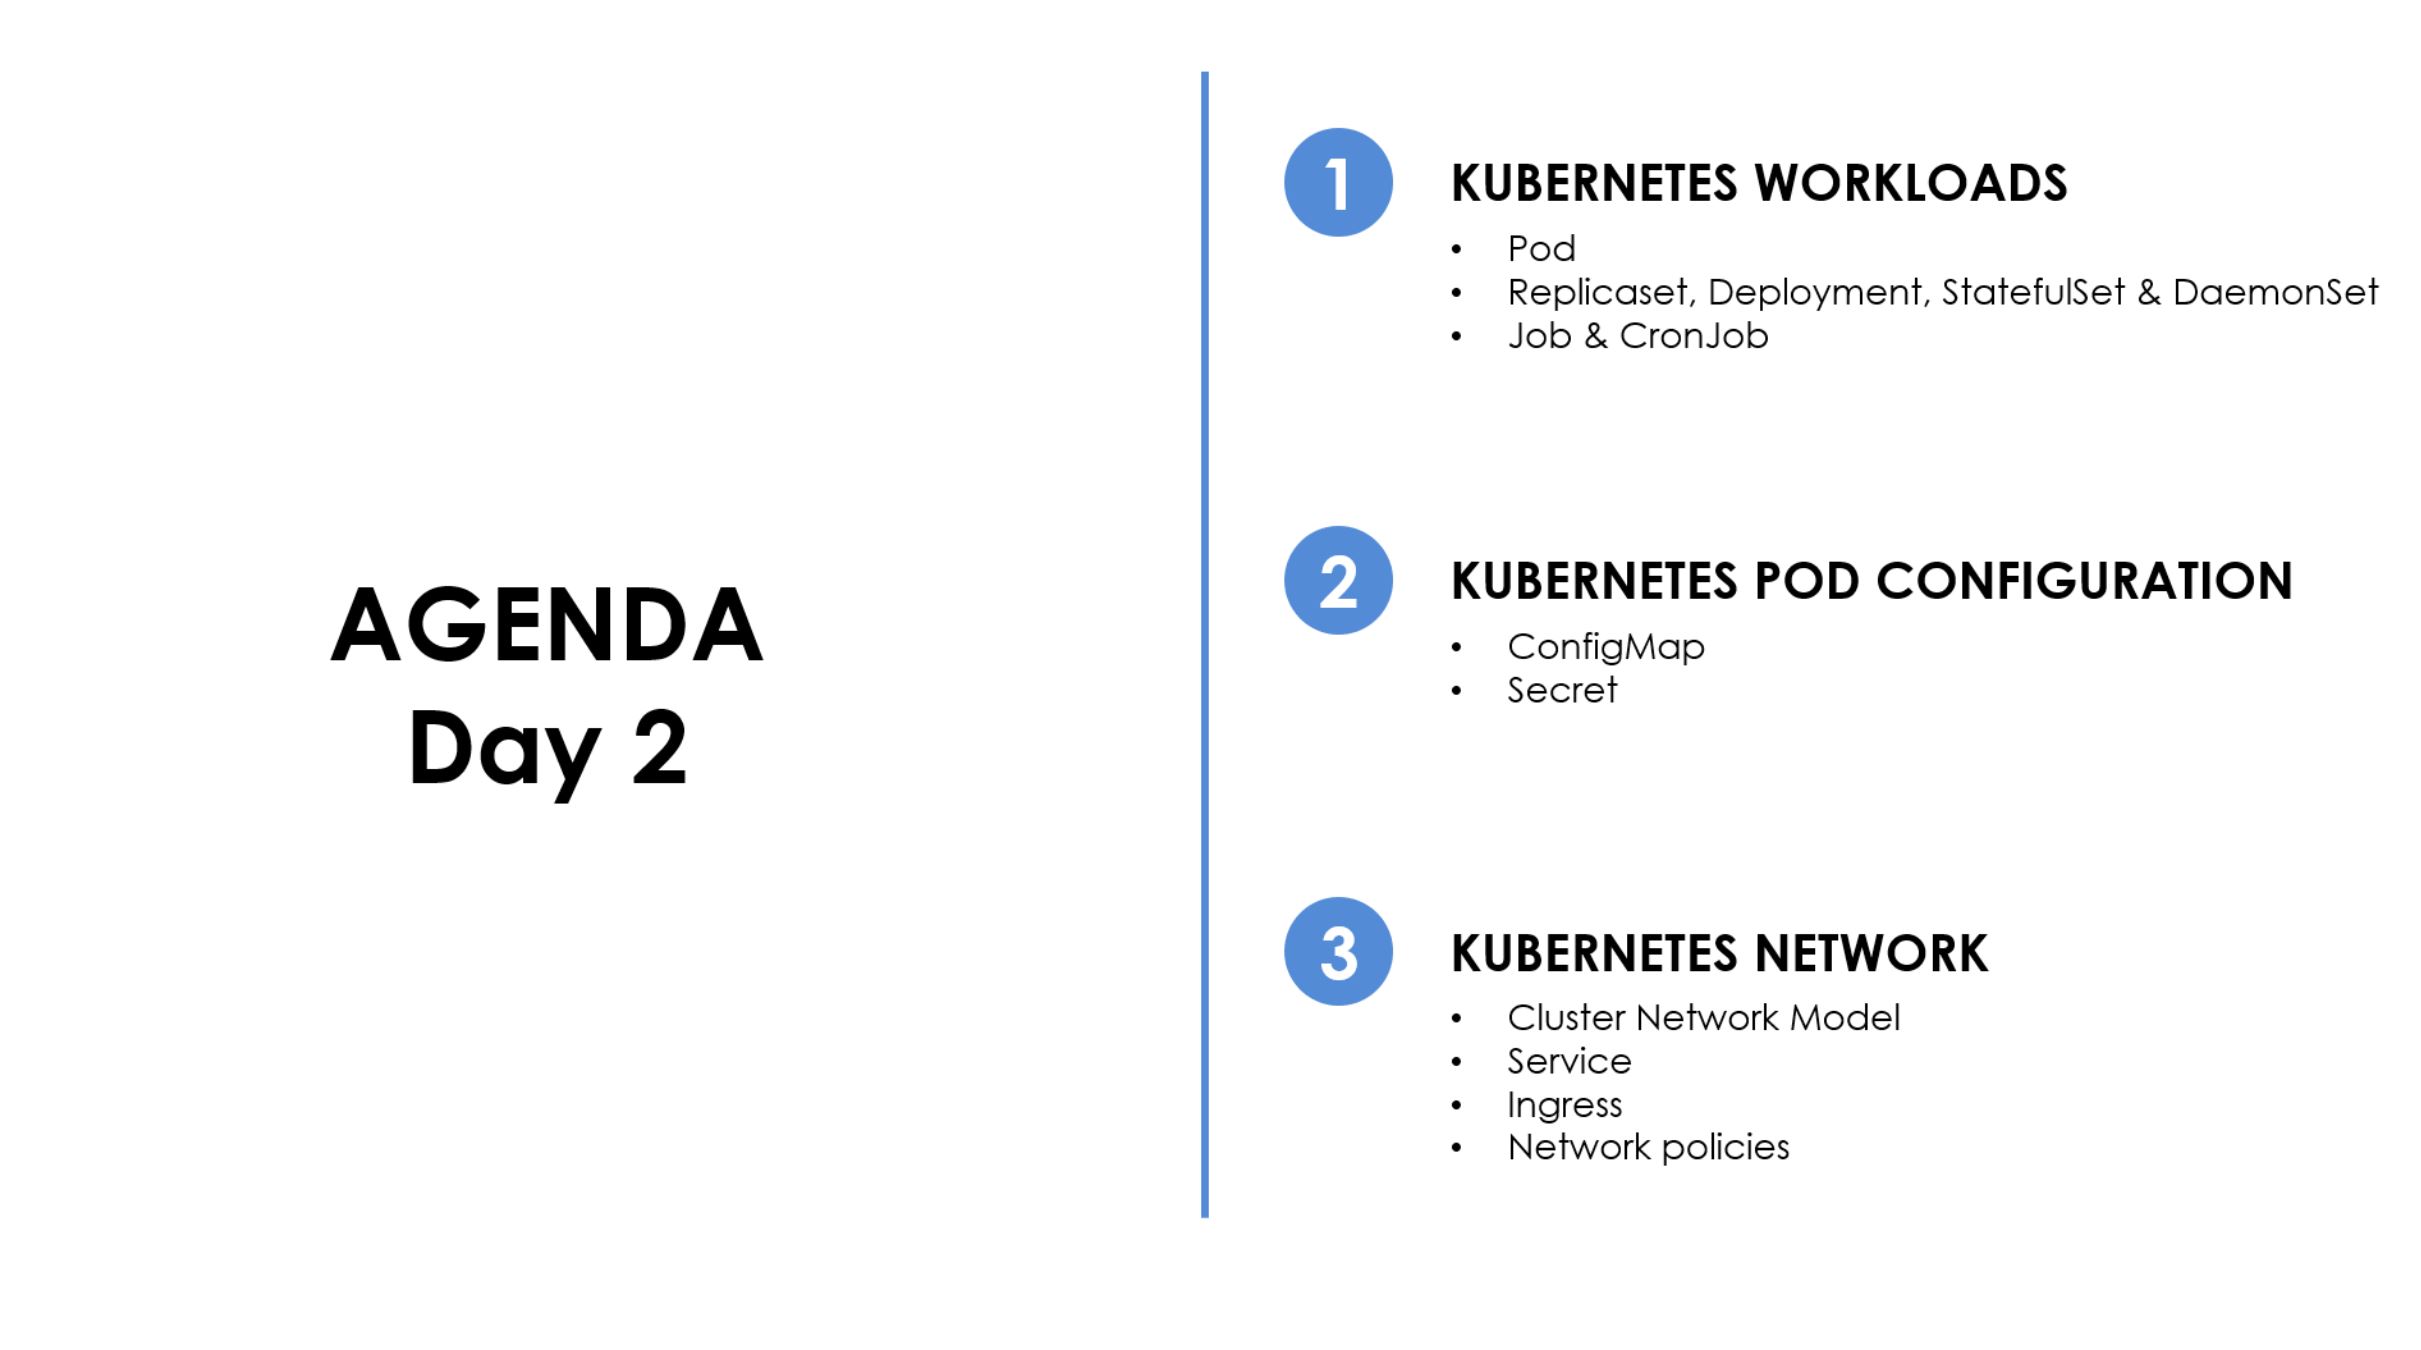 AGENDA
Day 2
1
KUBERNETES WORKLOADS
• Pod
• Replicaset, Deployment, StatefulSet & DaemonSet
• Job & CronJob
2
KUBERNETES POD CONFIGURATION
• ConfigMap
• Secret
3
KUBERNETES NETWORK
• Cluster Network Model
• Service
• Ingress
• Network policies